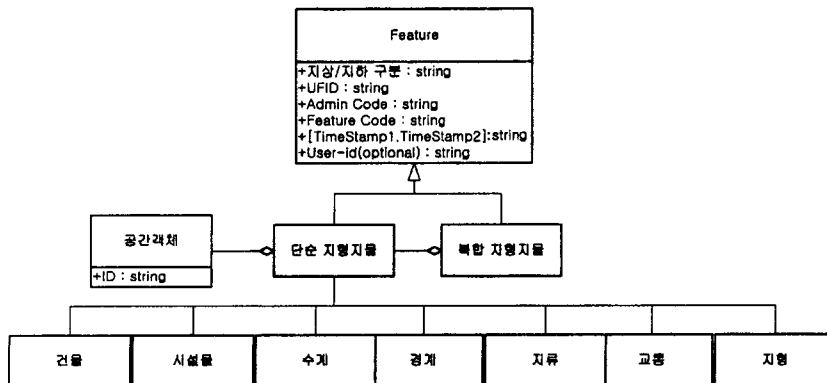 Feature
+지상/지하 구분 : string
+UFID : string
+Admin Code : string
+Feature Code : string
+[TimeStamp1,TimeStamp2]:string
+User-id(optional) : string
공간객체
+ID : string
단순 지형지물
복합 지형지물
건물
시설물
수계
경계
지류
교통
지형